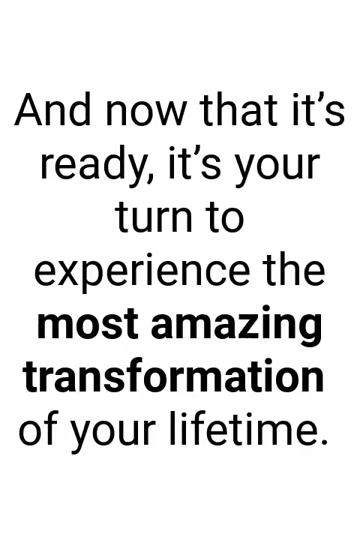 And now that it’s
ready, it’s your
turn to
experience the
most amazing
transformation
of your lifetime.